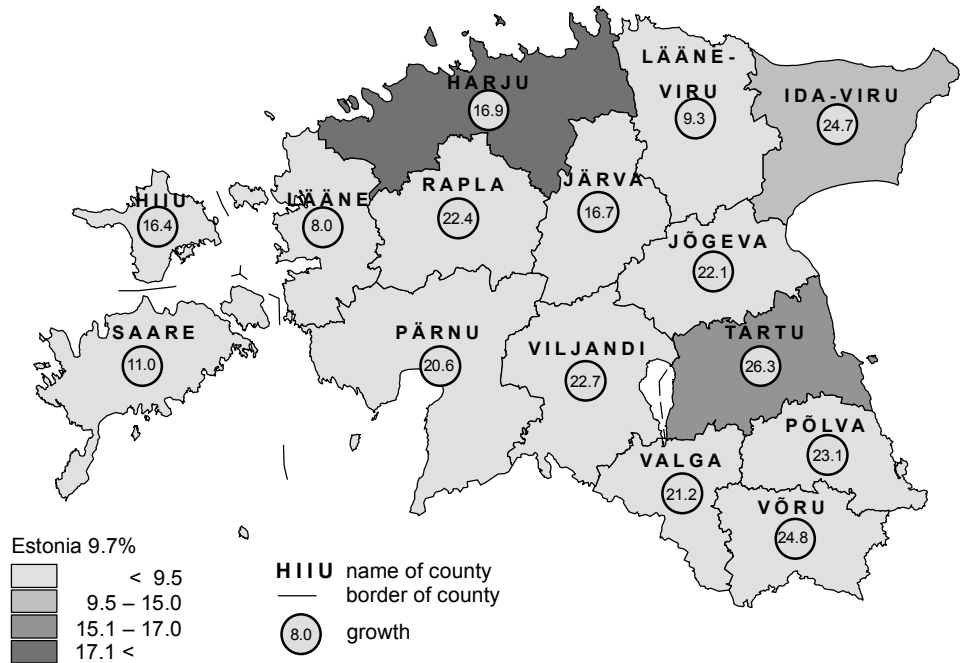 LÄÄNE-
VIRU
9.3
HARJU
16.9
IDA-VIRU
24.7
HIIU
16.4
LÄÄNE
8.0
RAPLA
22.4
JÄRVA
16.7
JÕGEVA
22.1
SAARE
11.0
PÄRNU
20.6
VILJANDI
22.7
TARTU
26.3
PÕLVA
23.1
VALGA
21.2
VÕRU
24.8
Estonia 9.7%
< 9.5
9.5 – 15.0
15.1 – 17.0
17.1 <
HIIU name of county
border of county
8.0 growth